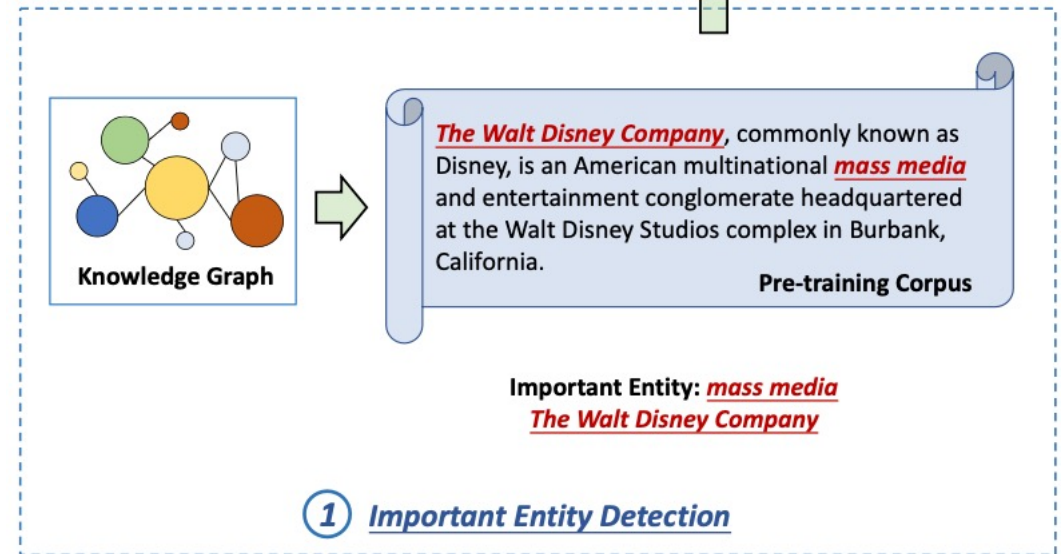 The Walt Disney Company, commonly known as
Disney, is an American multinational mass media
and entertainment conglomerate headquartered
at the Walt Disney Studios complex in Burbank,
California.
Pre-training Corpus
Knowledge Graph
Important Entity: mass media
The Walt Disney Company
1 Important Entity Detection